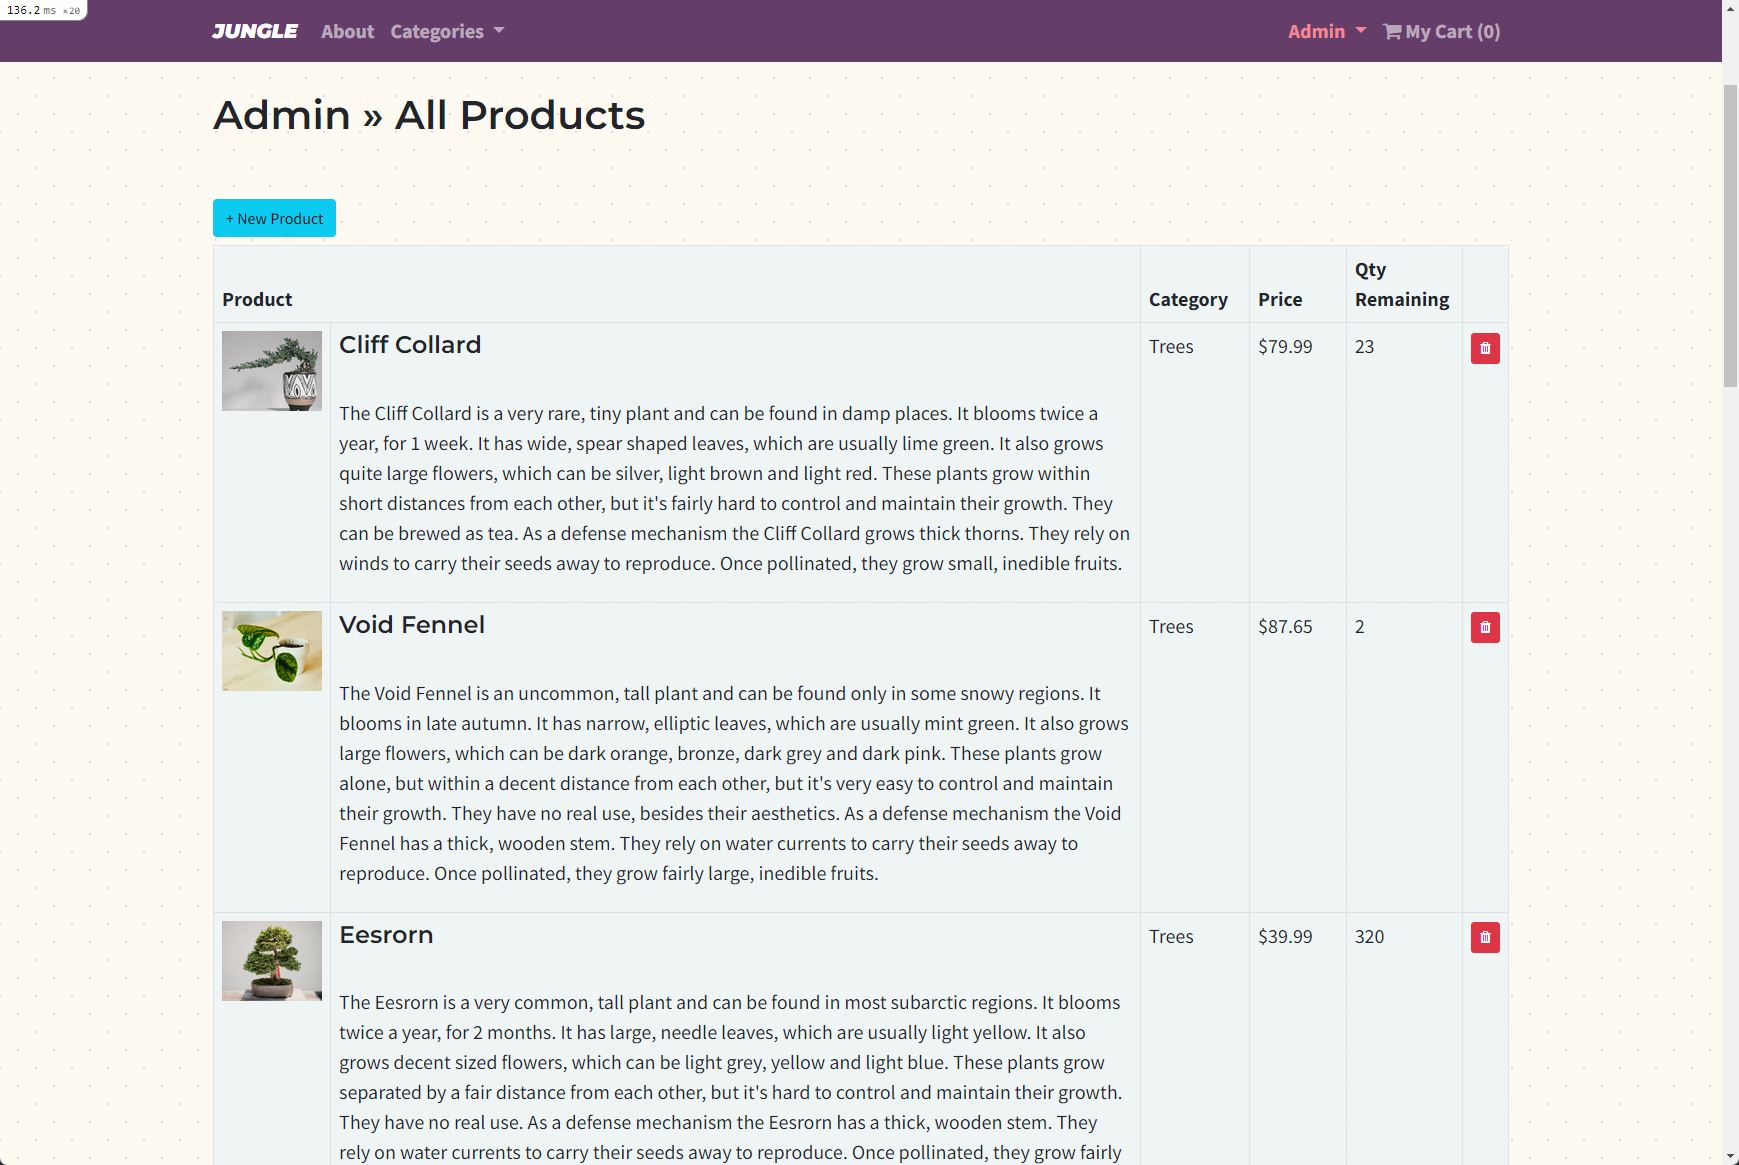 136.2 ms ×20
JUNGLE About Categories Admin My Cart (0)
Admin » All Products
+ New Product
Product Category Price Qty Remaining
Cliff Collard Trees $79.99 23
The Cliff Collard is a very rare, tiny plant and can be found in damp places. It blooms twice a
year, for 1 week. It has wide, spear shaped leaves, which are usually lime green. It also grows
quite large flowers, which can be silver, light brown and light red. These plants grow within
short distances from each other, but it's fairly hard to control and maintain their growth. They
can be brewed as tea. As a defense mechanism the Cliff Collard grows thick thorns. They rely on
winds to carry their seeds away to reproduce. Once pollinated, they grow small, inedible fruits.
Void Fennel Trees $87.65 2
The Void Fennel is an uncommon, tall plant and can be found only in some snowy regions. It
blooms in late autumn. It has narrow, elliptic leaves, which are usually mint green. It also grows
large flowers, which can be dark orange, bronze, dark grey and dark pink. These plants grow
alone, but within a decent distance from each other, but it's very easy to control and maintain
their growth. They have no real use, besides their aesthetics. As a defense mechanism the Void
Fennel has a thick, wooden stem. They rely on water currents to carry their seeds away to
reproduce. Once pollinated, they grow fairly large, inedible fruits.
Eesrorn Trees $39.99 320
The Eesrorn is a very common, tall plant and can be found in most subarctic regions. It blooms
twice a year, for 2 months. It has large, needle leaves, which are usually light yellow. It also
grows decent sized flowers, which can be light grey, yellow and light blue. These plants grow
separated by a fair distance from each other, but it's hard to control and maintain their growth.
They have no real use. As a defense mechanism the Eesrorn has a thick, wooden stem. They
rely on water currents to carry their seeds away to reproduce. Once pollinated, they grow fairly